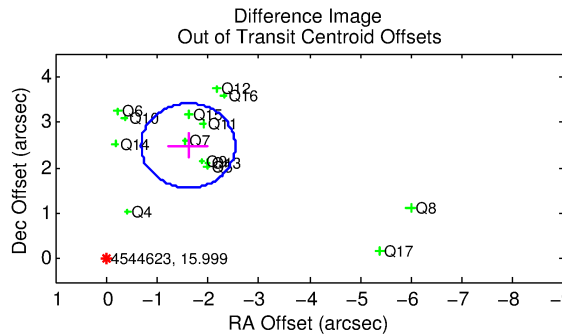 Difference Image
Out of Transit Centroid Offsets
Dec Offset (arcsec)
4
3
2
1
0
Q12
Q16
Q6
Q10
Q15
Q11
Q14
Q7
Q13
Q4
Q8
Q17
4544623, 15.999
1 0 −1 −2 −3 −4 −5 −6 −7 −8 −9
RA Offset (arcsec)